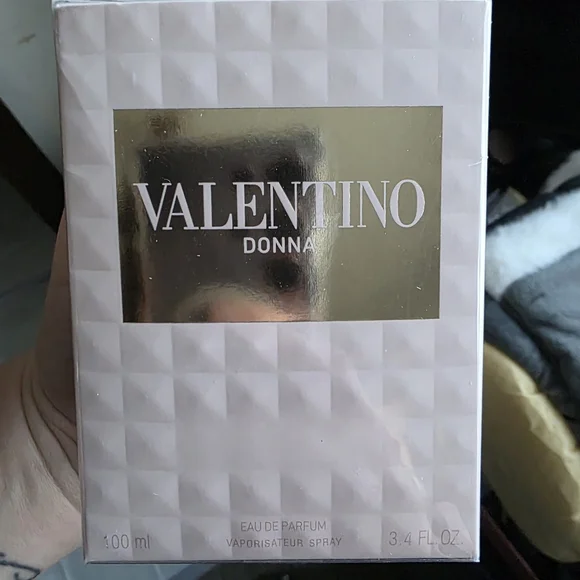 VALENTINO
DONNA
EAU DE PARFUM
100 ml VAPORISATEUR SPRAY 3.4 FL.OZ.